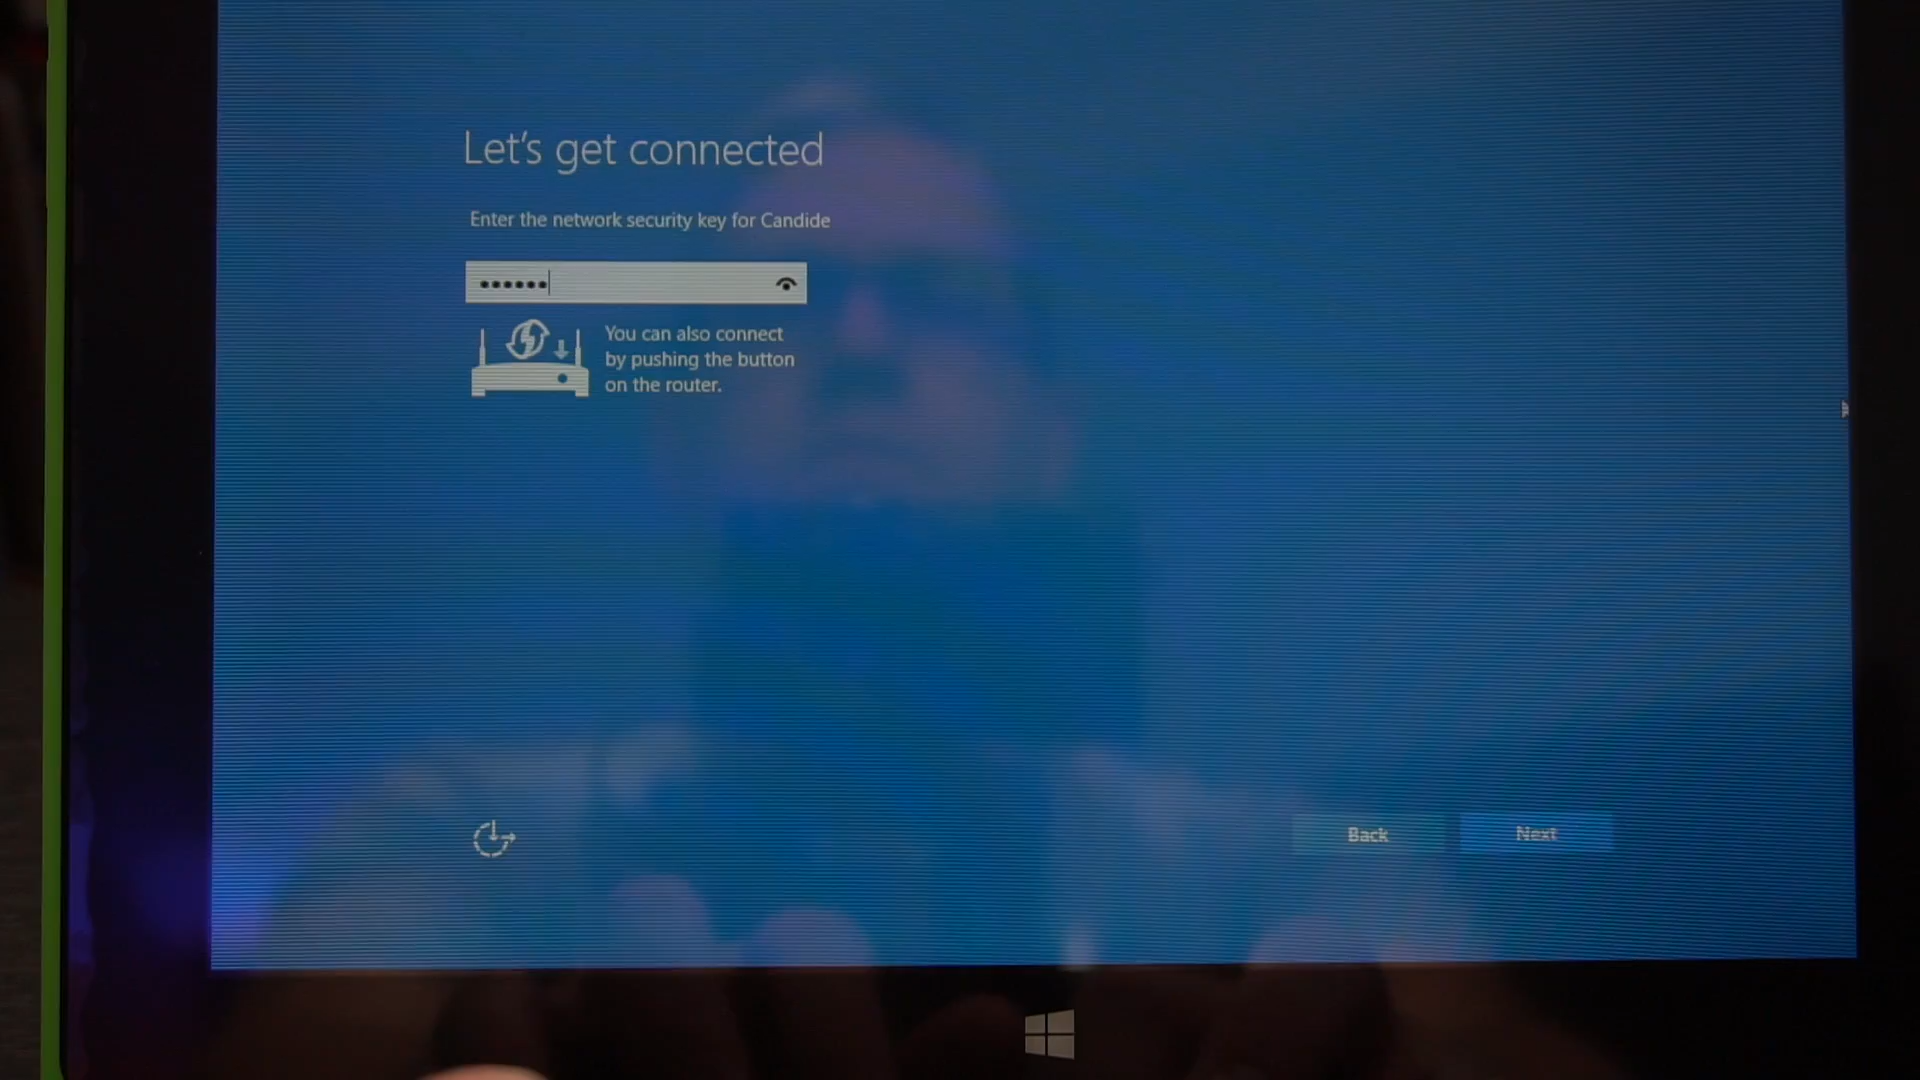 Let's get connected
Enter the network security key for Candide
••••••
You can also connect
by pushing the button
on the router.
Back
Next